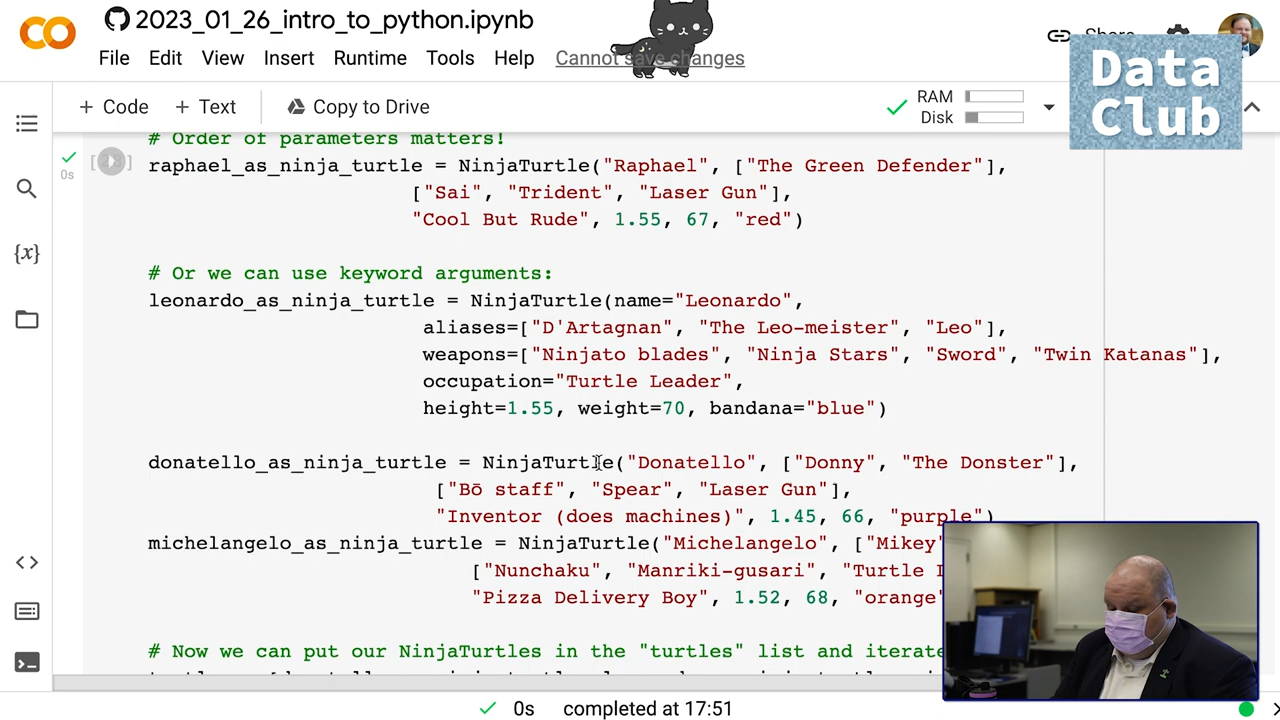 2023_01_26_intro_to_python.ipynb
File Edit View Insert Runtime Tools Help Cannot save changes
Share
Data
Club
+ Code + Text Copy to Drive
RAM
Disk
# Order of parameters matters!
0s
raphael_as_ninja_turtle = NinjaTurtle("Raphael", ["The Green Defender"],
["Sai", "Trident", "Laser Gun"],
"Cool But Rude", 1.55, 67, "red")
{x}
# Or we can use keyword arguments:
leonardo_as_ninja_turtle = NinjaTurtle(name="Leonardo",
aliases=["D'Artagnan", "The Leo-meister", "Leo"],
weapons=["Ninjato blades", "Ninja Stars", "Sword", "Twin Katanas"],
occupation="Turtle Leader",
height=1.55, weight=70, bandana="blue")
donatello_as_ninja_turtle = NinjaTurtle("Donatello", ["Donny", "The Donster"],
["Bō staff", "Spear", "Laser Gun"],
"Inventor (does machines)", 1.45, 66, "purple")
michelangelo_as_ninja_turtle = NinjaTurtle("Michelangelo", ["Mikey"
["Nunchaku", "Manriki-gusari", "Turtle
"Pizza Delivery Boy", 1.52, 68, "orange"
# Now we can put our NinjaTurtles in the "turtles" list and iterate
0s completed at 17:51